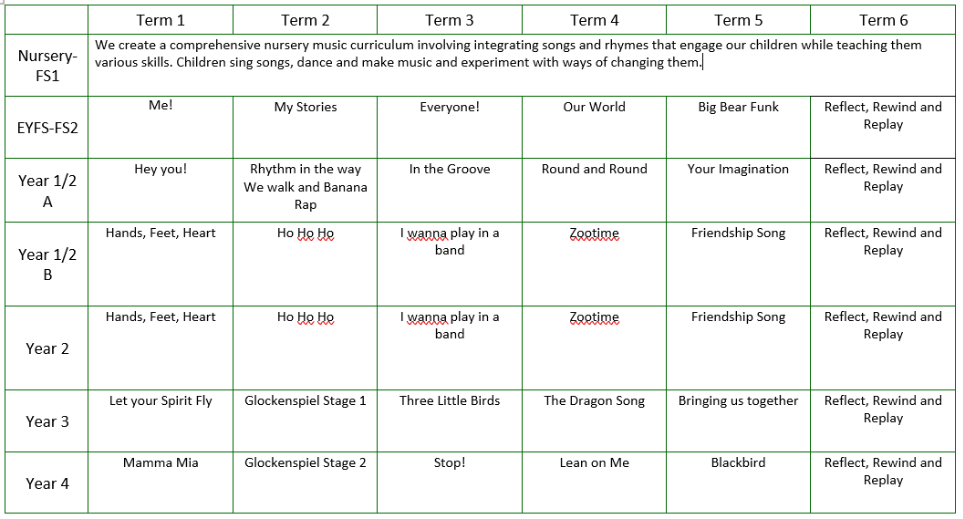 Term 1 Term 2 Term 3 Term 4 Term 5 Term 6
Nursery-
FS1
We create a comprehensive nursery music curriculum involving integrating songs and rhymes that engage our children while teaching them
various skills. Children sing songs, dance and make music and experiment with ways of changing them.
EYFS-FS2
Me!
My Stories
Everyone!
Our World
Big Bear Funk
Reflect, Rewind and
Replay
Year 1/2
A
Hey you!
Rhythm in the way
We walk and Banana
Rap
In the Groove
Round and Round
Your Imagination
Reflect, Rewind and
Replay
Year 1/2
B
Hands, Feet, Heart
Ho Ho Ho
I wanna play in a
band
Zootime
Friendship Song
Reflect, Rewind and
Replay
Year 2
Hands, Feet, Heart
Ho Ho Ho
I wanna play in a
band
Zootime
Friendship Song
Reflect, Rewind and
Replay
Year 3
Let your Spirit Fly
Glockenspiel Stage 1
Three Little Birds
The Dragon Song
Bringing us together
Reflect, Rewind and
Replay
Year 4
Mamma Mia
Glockenspiel Stage 2
Stop!
Lean on Me
Blackbird
Reflect, Rewind and
Replay